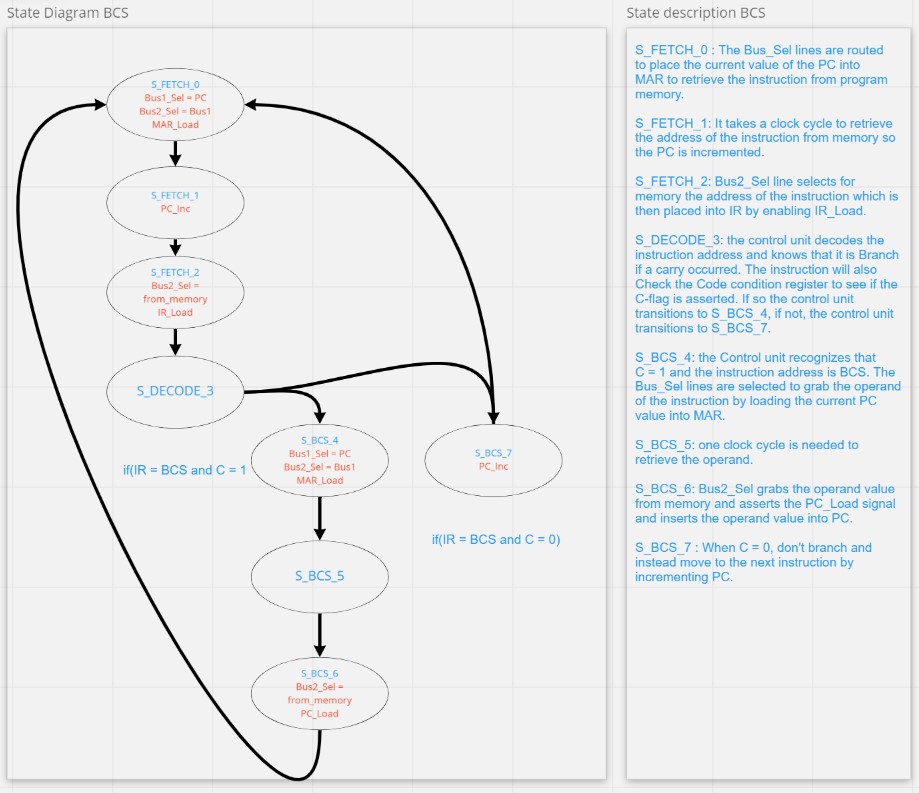 State Diagram BCS
S_FETCH_0
Bus1_Sel = PC
Bus2_Sel = Bus1
MAR_Load
S_FETCH_1
PC_Inc
S_FETCH_2
Bus2_Sel =
from_memory
IR_Load
S_DECODE_3
if(IR = BCS and C = 1
S_BCS_4
Bus1_Sel = PC
Bus2_Sel = Bus1
MAR_Load
S_BCS_7
PC_Inc
if(IR = BCS and C = 0)
S_BCS_5
S_BCS_6
Bus2_Sel =
from_memory
PC_Load
State description BCS
S_FETCH_0 : The Bus_Sel lines are routed
to place the current value of the PC into
MAR to retrieve the instruction from program
memory.
S_FETCH_1: It takes a clock cycle to retrieve
the address of the instruction from memory so
the PC is incremented.
S_FETCH_2: Bus2_Sel line selects for
memory the address of the instruction which is
then placed into IR by enabling IR_Load.
S_DECODE_3: the control unit decodes the
instruction address and knows that it is Branch
if a carry occurred. The instruction will also
Check the Code condition register to see if the
C-flag is asserted. If so the control unit
transitions to S_BCS_4, if not, the control unit
transitions to S_BCS_7.
S_BCS_4: the Control unit recognizes that
C = 1 and the instruction address is BCS. The
Bus_Sel lines are selected to grab the operand
of the instruction by loading the current PC
value into MAR.
S_BCS_5: one clock cycle is needed to
retrieve the operand.
S_BCS_6: Bus2_Sel grabs the operand value
from memory and asserts the PC_Load signal
and inserts the operand value into PC.
S_BCS_7 : When C = 0, don't branch and
instead move to the next instruction by
incrementing PC.